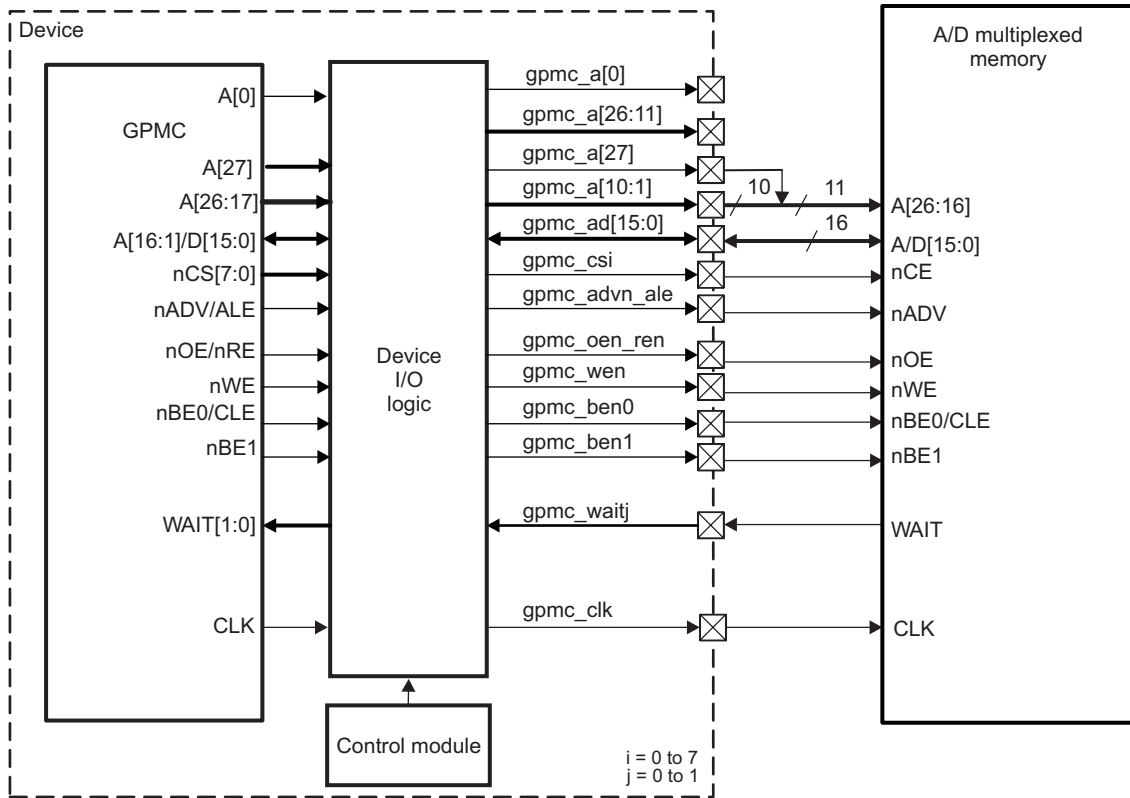 Device
A/D multiplexed
memory
GPMC
A[0]
A[27]
A[26:17]
A[16:1]/D[15:0]
nCS[7:0]
nADV/ALE
nOE/nRE
nWE
nBE0/CLE
nBE1
WAIT[1:0]
CLK
Device
I/O
logic
Control module
gpmc_a[0]
gpmc_a[26:11]
gpmc_a[27]
gpmc_a[10:1]
gpmc_ad[15:0]
gpmc_csi
gpmc_advn_ale
gpmc_oen_ren
gpmc_wen
gpmc_ben0
gpmc_ben1
gpmc_waitj
gpmc_clk
i = 0 to 7
j = 0 to 1
10
11
16
A[26:16]
A/D[15:0]
nCE
nADV
nOE
nWE
nBE0/CLE
nBE1
WAIT
CLK